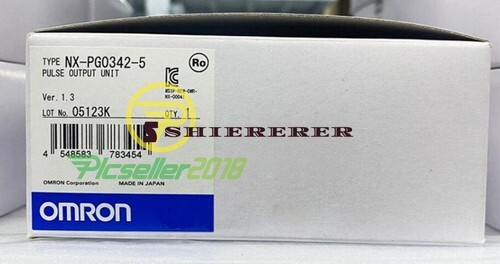 TYPE NX-PG0342-5
PULSE OUTPUT UNIT
Ro
Ver. 1.3
LOT No. 05123K
QTY. 1
SHIERERER
4 548583 783454
Plcseller2018
OMRON Corporation MADE IN JAPAN
OMRON